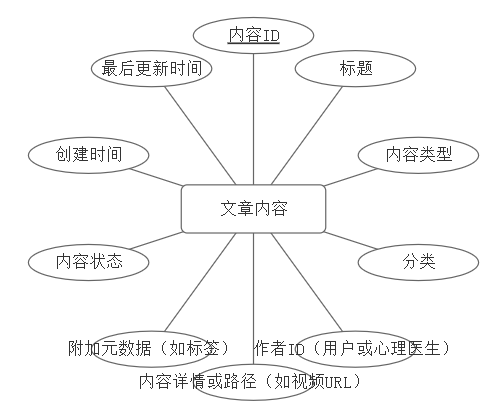 内容ID
最后更新时间
标题
创建时间
内容类型
文章内容
内容状态
分类
附加元数据（如标签）
作者ID（用户或心理医生）
内容详情或路径（如视频URL）